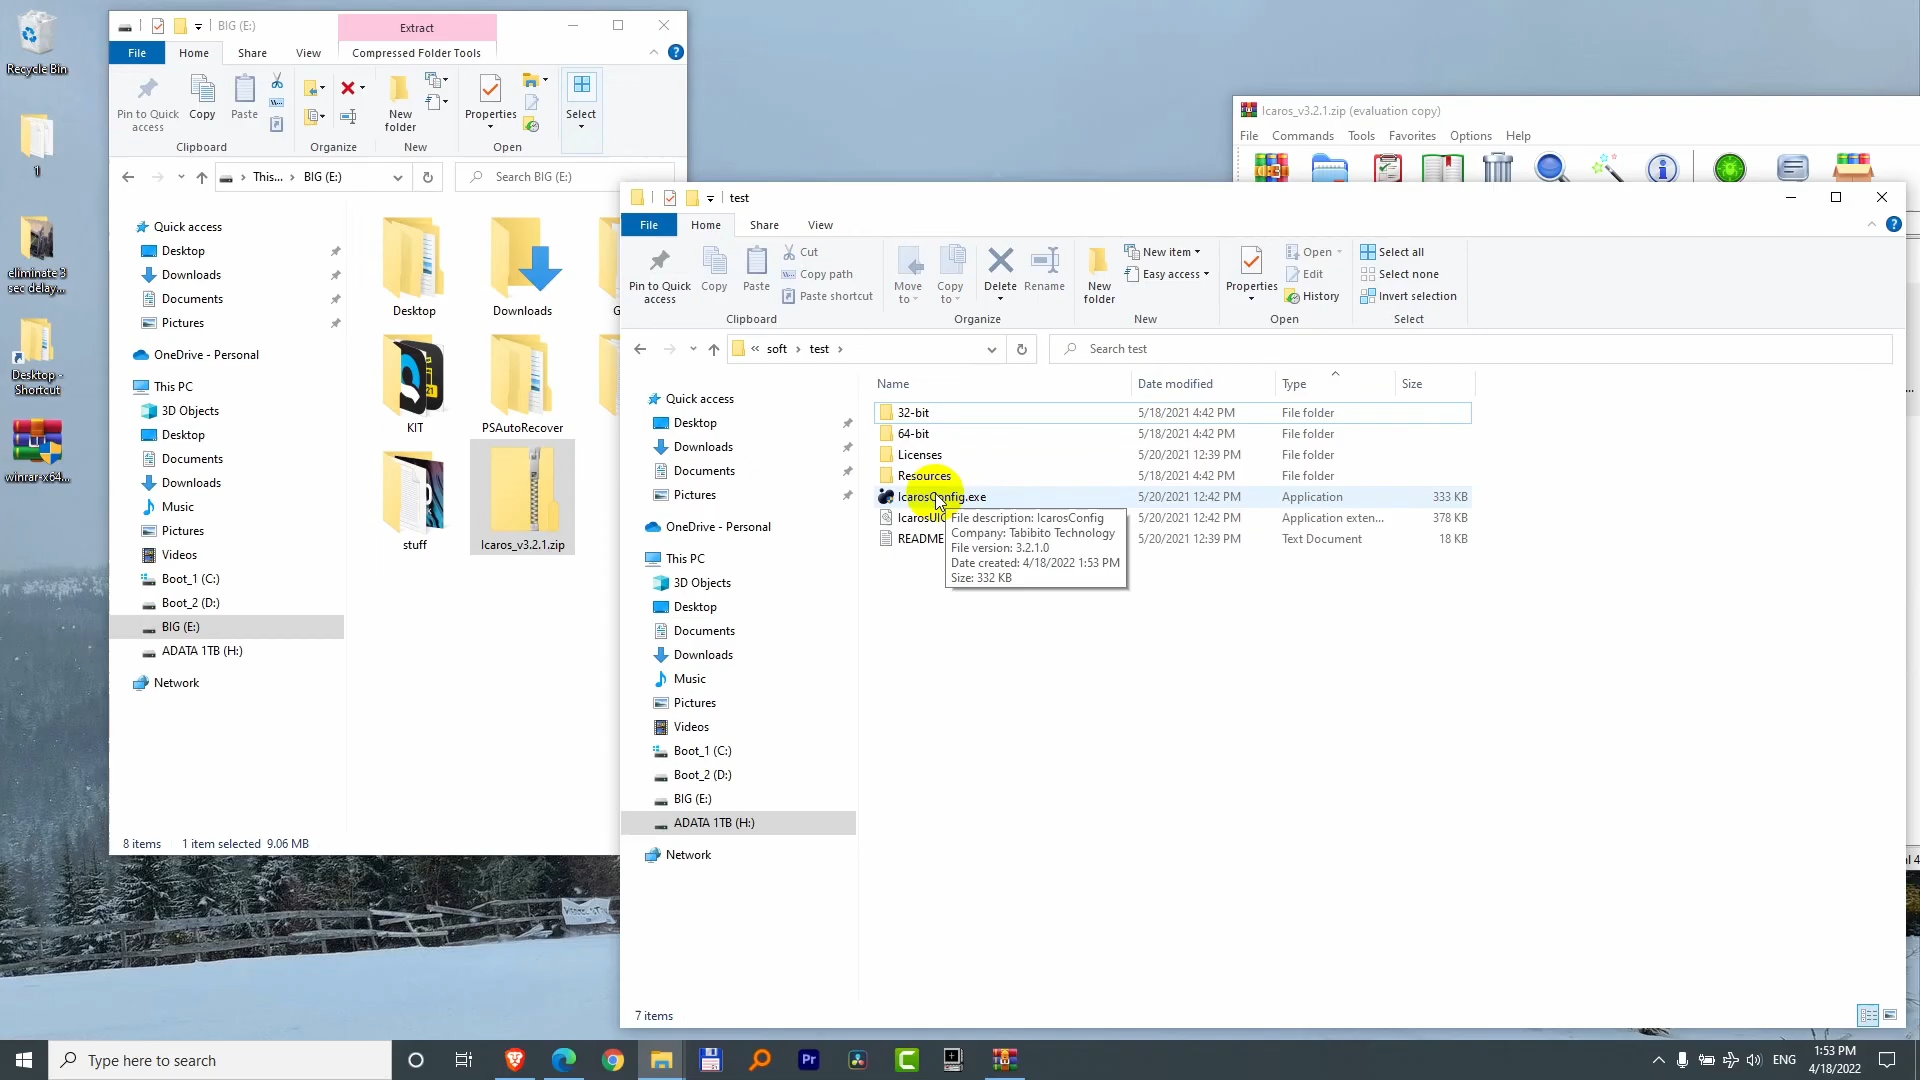 Recycle Bin
1
eliminate 3
sec delay...
Desktop -
Shortcut
winrar-x64...
BIG (E:)
Extract
File
Home
Share
View
Compressed Folder Tools
Pin to Quick
access
Copy
Paste
Clipboard
Organize
New
folder
New
Properties
Open
Select
This...
BIG (E:)
Search BIG (E:)
Quick access
Desktop
Downloads
Documents
Pictures
OneDrive - Personal
This PC
3D Objects
Desktop
Documents
Downloads
Music
Pictures
Videos
Boot_1 (C:)
Boot_2 (D:)
BIG (E:)
ADATA 1TB (H:)
Network
Desktop
Downloads
KIT
PSAutoRecover
stuff
Icaros_v3.2.1.zip
8 items
1 item selected 9.06 MB
Icaros_v3.2.1.zip (evaluation copy)
File
Commands
Tools
Favorites
Options
Help
test
File
Home
Share
View
Pin to Quick
access
Copy
Paste
Cut
Copy path
Paste shortcut
Clipboard
Move
to
Copy
to
Delete
Rename
Organize
New
folder
New item
Easy access
New
Properties
Open
Edit
History
Open
Select all
Select none
Invert selection
Select
« soft
test
Search test
Name
Date modified
Type
Size
32-bit 5/18/2021 4:42 PM File folder
64-bit 5/18/2021 4:42 PM File folder
Licenses 5/20/2021 12:39 PM File folder
Resources 5/18/2021 4:42 PM File folder
IcarosConfig.exe 5/20/2021 12:42 PM Application 333 KB
IcarosUIC 5/20/2021 12:42 PM Application exten... 378 KB
README 5/20/2021 12:39 PM Text Document 18 KB
File description: IcarosConfig
Company: Tabibito Technology
File version: 3.2.1.0
Date created: 4/18/2022 1:53 PM
Size: 332 KB
Quick access
Desktop
Downloads
Documents
Pictures
OneDrive - Personal
This PC
3D Objects
Desktop
Documents
Downloads
Music
Pictures
Videos
Boot_1 (C:)
Boot_2 (D:)
BIG (E:)
ADATA 1TB (H:)
Network
7 items
Type here to search
Pr
ENG
1:53 PM
4/18/2022